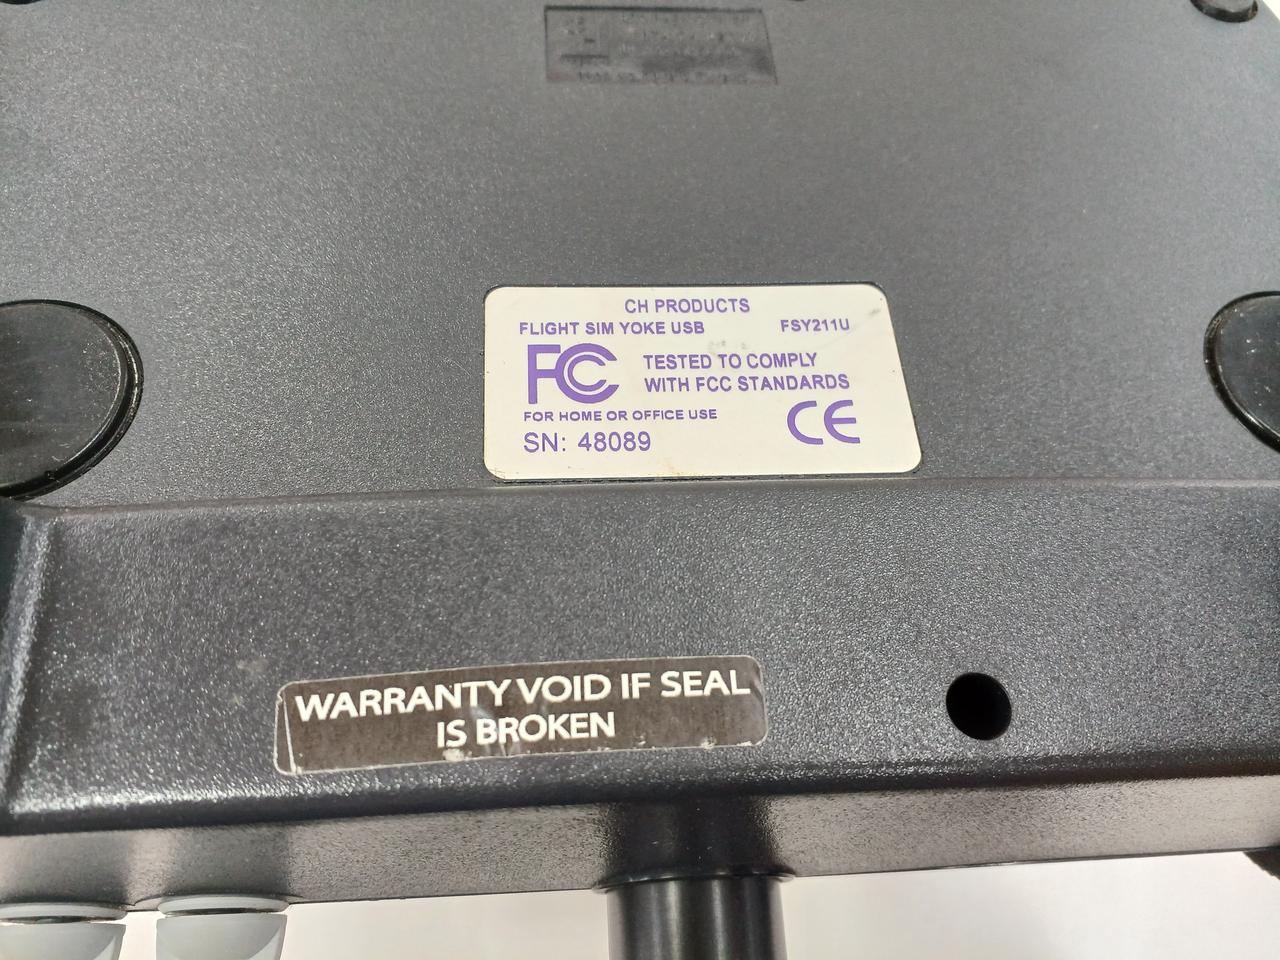 CH PRODUCTS
FLIGHT SIM YOKE USB FSY211U
FC TESTED TO COMPLY
WITH FCC STANDARDS
FOR HOME OR OFFICE USE CE
SN: 48089
WARRANTY VOID IF SEAL
IS BROKEN